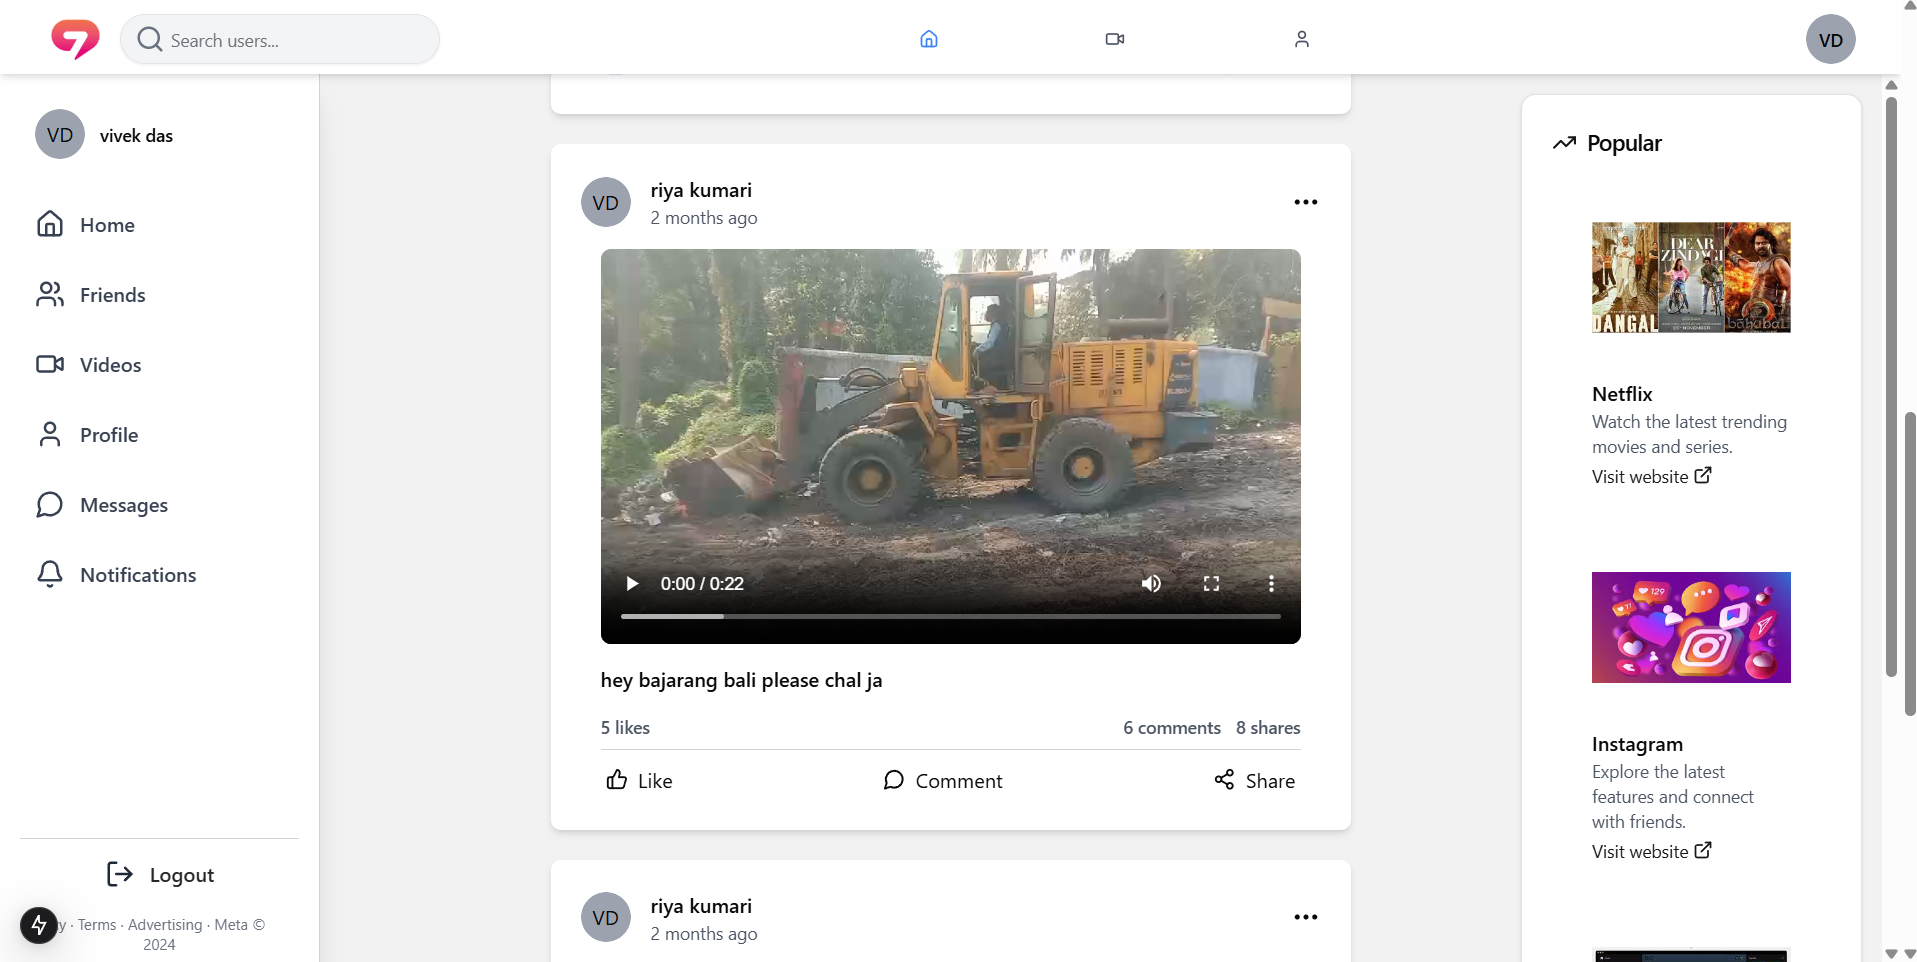 Search users...
VD
VD
vivek das
Home
Friends
Videos
Profile
Messages
Notifications
Logout
y · Terms · Advertising · Meta ©
2024
VD
riya kumari
2 months ago
0:00 / 0:22
hey bajarang bali please chal ja
5 likes
6 comments 8 shares
Like
Comment
Share
VD
riya kumari
2 months ago
Popular
DANGAL
DEAR
ZINDAGI
bahubali
Netflix
Watch the latest trending
movies and series.
Visit website
129
Instagram
Explore the latest
features and connect
with friends.
Visit website